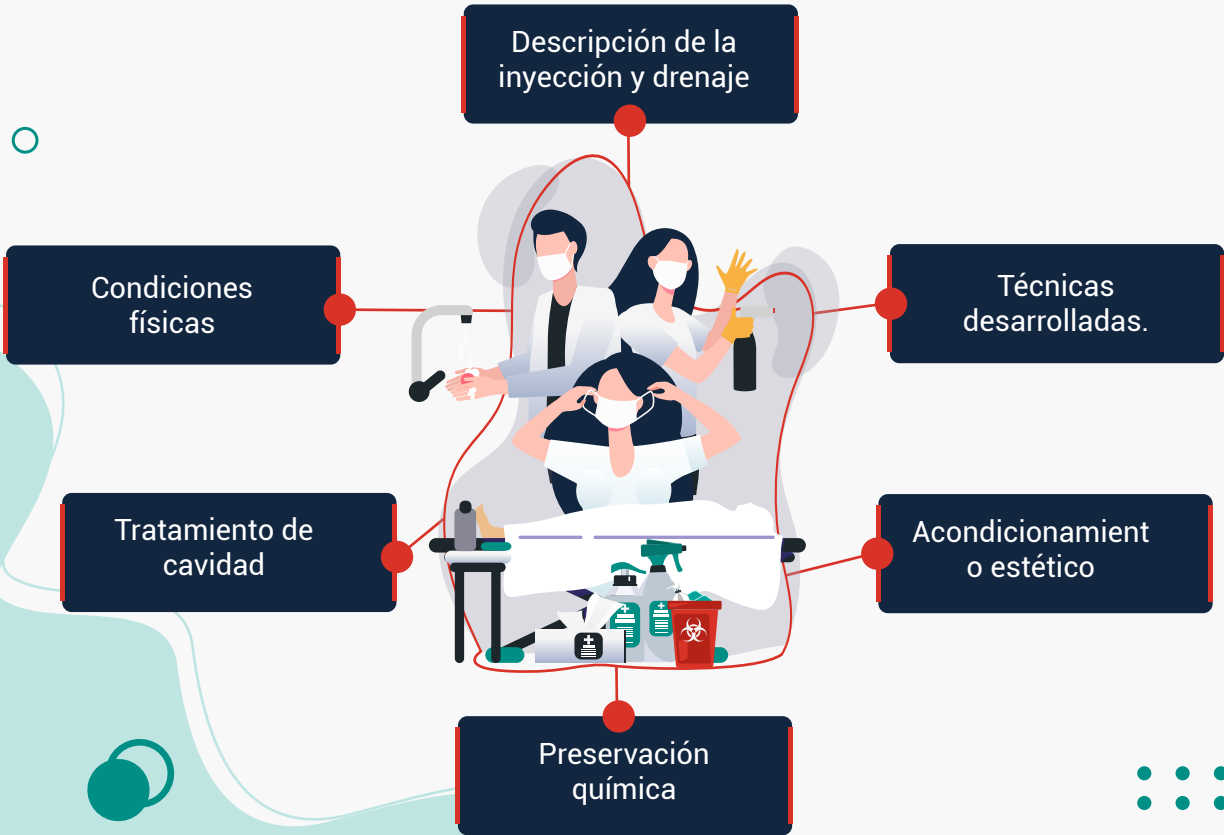 Descripción de la
inyección y drenaje
Condiciones
físicas
Técnicas
desarrolladas.
Tratamiento de
cavidad
Acondicionamient
o estético
Preservación
química